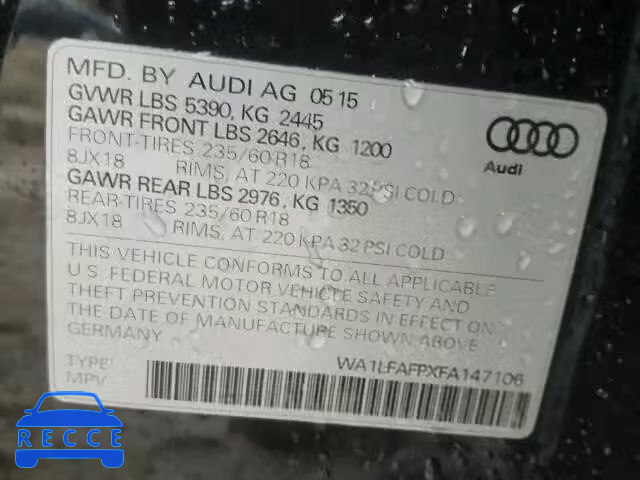 MFD. BY AUDI AG 05 15
GVWR LBS 5390, KG 2445
GAWR FRONT LBS 2646, KG 1200
FRONT-TIRES 235/60 R18
8JX18 RIMS, AT 220 KPA 32 PSI COLD
GAWR REAR LBS 2976, KG 1350
REAR-TIRES 235/60 R18
8JX18 RIMS, AT 220 KPA 32 PSI COLD
Audi
THIS VEHICLE CONFORMS TO ALL APPLICABLE
U.S. FEDERAL MOTOR VEHICLE SAFETY AND
THEFT PREVENTION STANDARDS IN EFFECT ON
THE DATE OF MANUFACTURE SHOWN ABOVE
GERMANY
TYPE:
MPV
WA1LFAFPXFA147106
RECCE